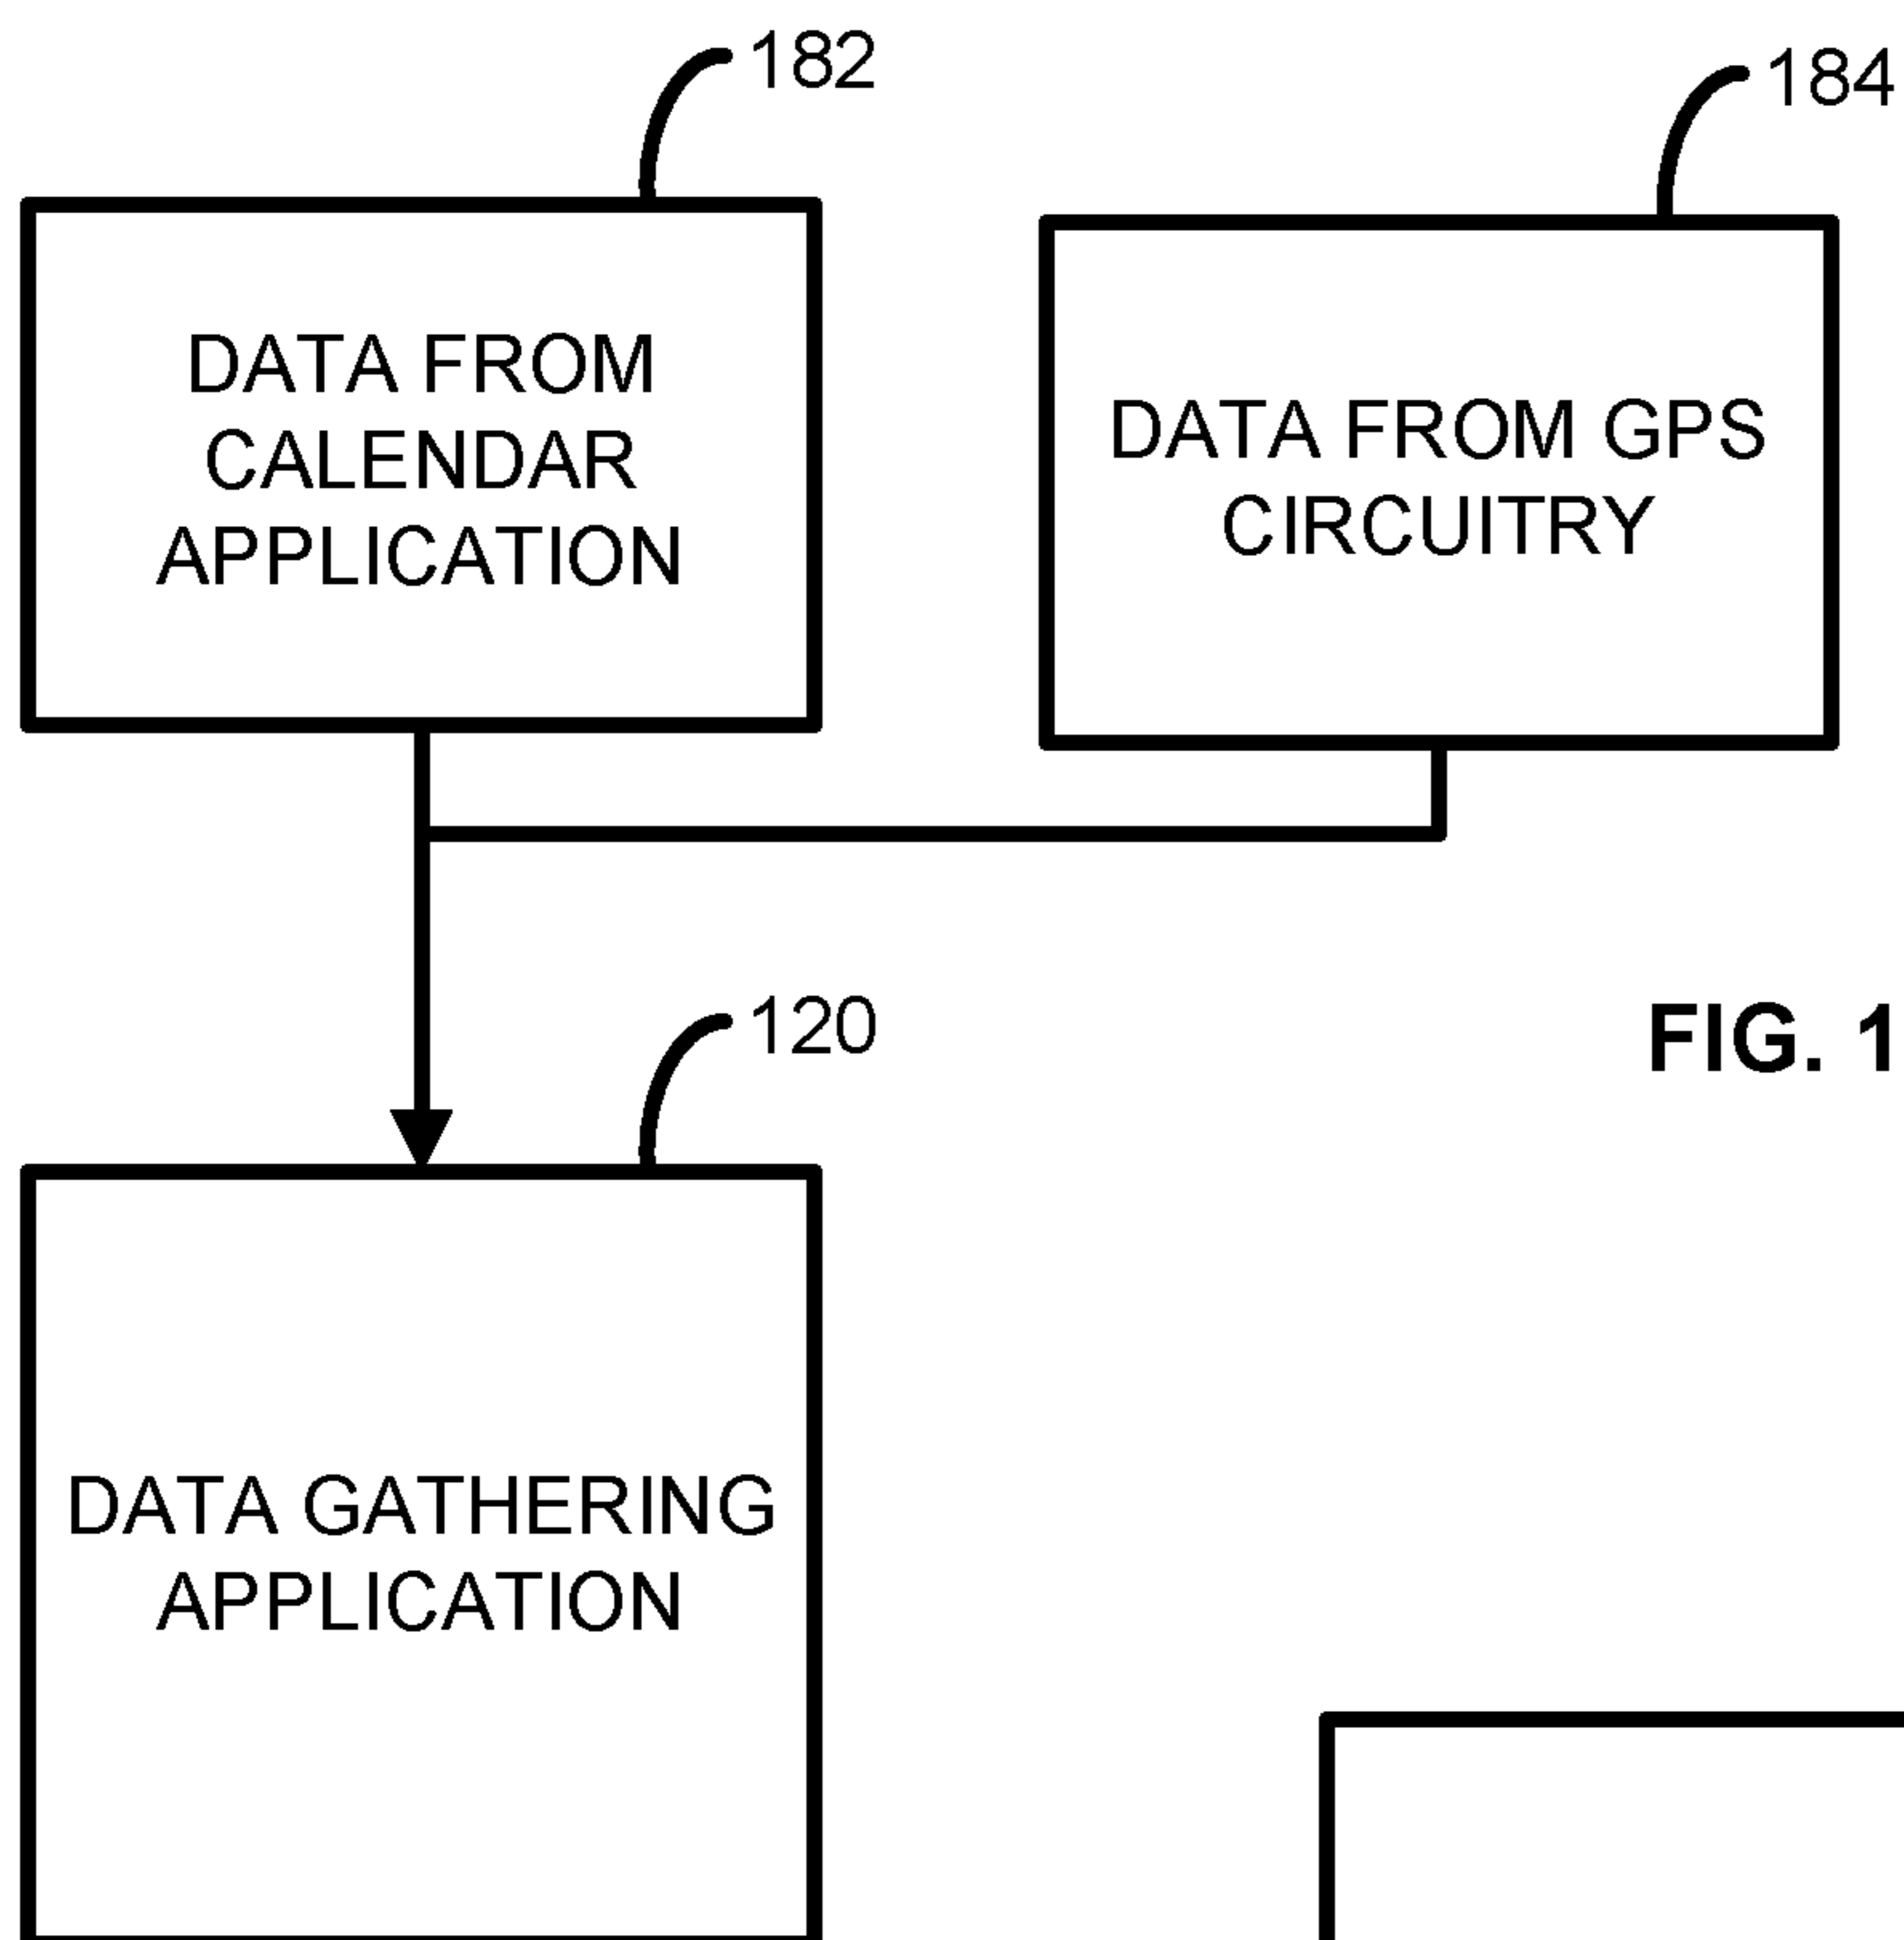 182
184
DATA FROM
CALENDAR
APPLICATION
DATA FROM GPS
CIRCUITRY
120
FIG. 1
DATA GATHERING
APPLICATION